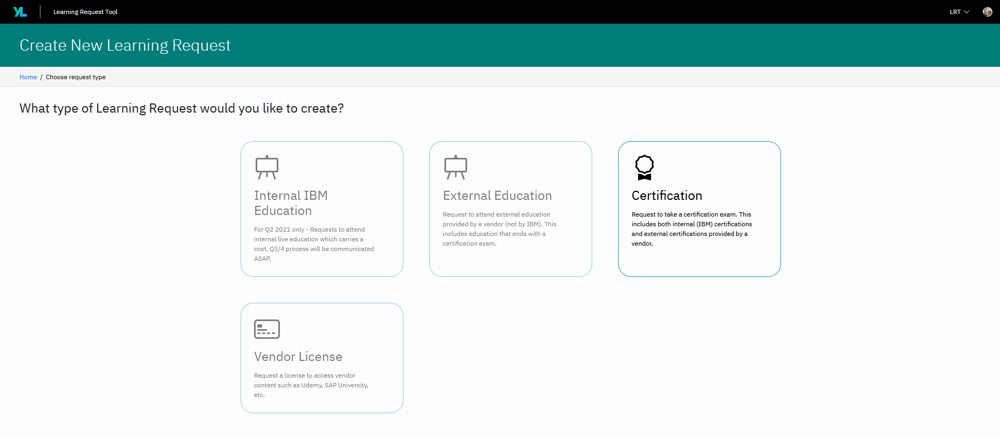 YL
Learning Request Tool
LRT
Create New Learning Request
Home / Choose request type
What type of Learning Request would you like to create?
Internal IBM
Education
For Q2 2021 only - Requests to attend
internal live education which carries a
cost. Q3/4 process will be communicated
ASAP.
External Education
Request to attend external education
provided by a vendor (not by IBM). This
includes education that ends with a
certification exam.
Certification
Request to take a certification exam. This
includes both internal (IBM) certifications
and external certifications provided by a
vendor.
Vendor License
Request a license to access vendor
content such as Udemy, SAP University,
etc.